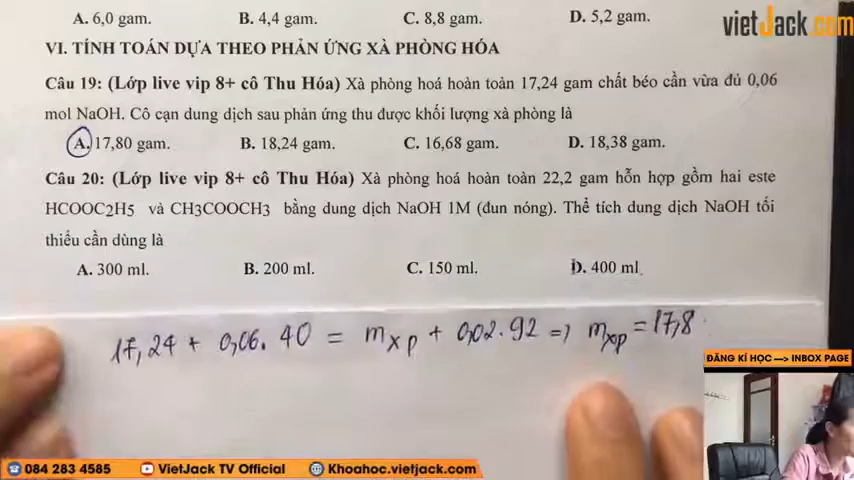 A. 6,0 gam. B. 4,4 gam. C. 8,8 gam. D. 5,2 gam.
vietJack.com
VI. TÍNH TOÁN DỰA THEO PHẢN ỨNG XÀ PHÒNG HÓA
Câu 19: (Lớp live vip 8+ cô Thu Hóa) Xà phòng hoá hoàn toàn 17,24 gam chất béo cần vừa đủ 0,06
mol NaOH. Cô cạn dung dịch sau phản ứng thu được khối lượng xà phòng là
A. 17,80 gam. B. 18,24 gam. C. 16,68 gam. D. 18,38 gam.
Câu 20: (Lớp live vip 8+ cô Thu Hóa) Xà phòng hoá hoàn toàn 22,2 gam hỗn hợp gồm hai este
HCOOC2H5 và CH3COOCH3 bằng dung dịch NaOH 1M (đun nóng). Thể tích dung dịch NaOH tối
thiểu cần dùng là
A. 300 ml. B. 200 ml. C. 150 ml. D. 400 ml.
17,24 + 0,06. 40 = mxp + 0,02. 92 => mxp = 17,8
ĐĂNG KÍ HỌC —> INBOX PAGE
084 283 4585 VietJack TV Official Khoahoc.vietjack.com